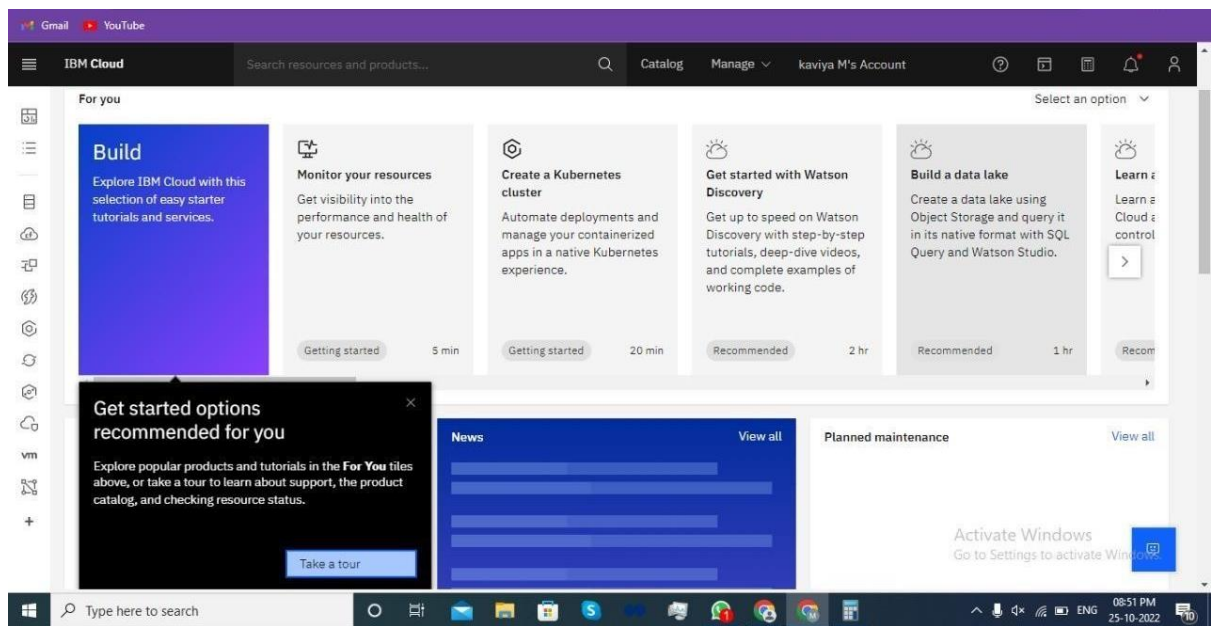 Gmail YouTube
IBM Cloud Search resources and products... Catalog Manage kaviya M's Account
For you Select an option
Build
Explore IBM Cloud with this
selection of easy starter
tutorials and services.
Monitor your resources
Get visibility into the
performance and health of
your resources.
Getting started 5 min
Create a Kubernetes
cluster
Automate deployments and
manage your containerized
apps in a native Kubernetes
experience.
Getting started 20 min
Get started with Watson
Discovery
Get up to speed on Watson
Discovery with step-by-step
tutorials, deep-dive videos,
and complete examples of
working code.
Recommended 2 hr
Build a data lake
Create a data lake using
Object Storage and query it
in its native format with SQL
Query and Watson Studio.
Recommended 1 hr
Learn a
Learn a
Cloud a
control
Recom
vm
Get started options
recommended for you
Explore popular products and tutorials in the For You tiles
above, or take a tour to learn about support, the product
catalog, and checking resource status.
Take a tour
News View all
Planned maintenance View all
Activate Windows
Go to Settings to activate Windows.
Type here to search
ENG
08:51 PM
25-10-2022
10